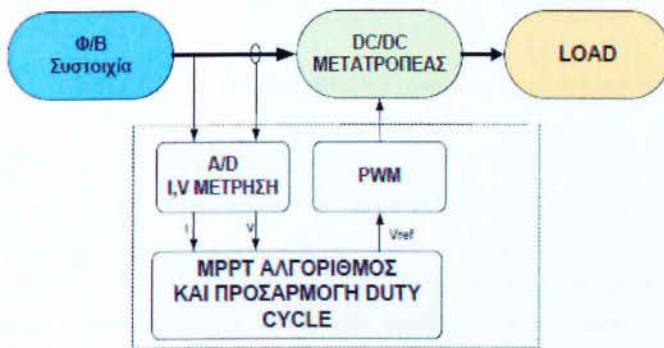 Φ/Β
Συστοιχία
DC/DC
ΜΕΤΑΤΡΟΠΕΑΣ
LOAD
A/D
I,V ΜΕΤΡΗΣΗ
PWM
I
V
Vref
MPPT ΑΛΓΟΡΙΘΜΟΣ
ΚΑΙ ΠΡΟΣΑΡΜΟΓΗ DUTY
CYCLE